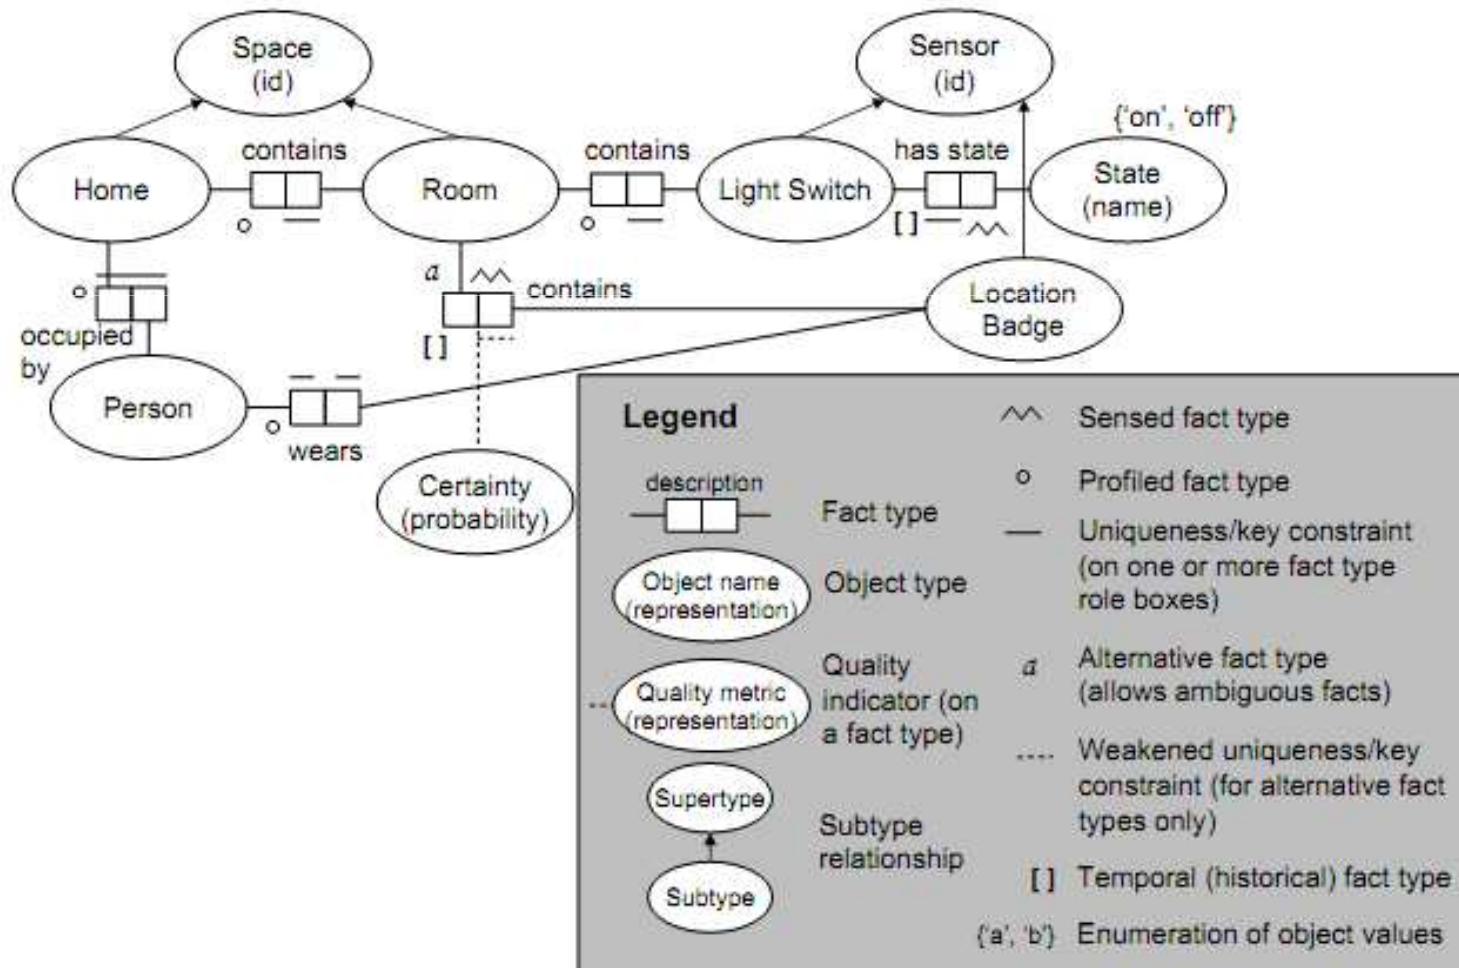 Space
(id)
Sensor
(id)
{'on', 'off'}
Home
contains
Room
contains
Light Switch
has state
State
(name)
[ ]
a
contains
Location
Badge
occupied
by
[ ]
Person
wears
Certainty
(probability)
Legend
description
Fact type
Object name
(representation)
Object type
Quality metric
(representation)
Quality
indicator (on
a fact type)
Supertype
Subtype
Subtype
relationship
Sensed fact type
Profiled fact type
Uniqueness/key constraint
(on one or more fact type
role boxes)
a
Alternative fact type
(allows ambiguous facts)
Weakened uniqueness/key
constraint (for alternative fact
types only)
[ ] Temporal (historical) fact type
{'a', 'b'} Enumeration of object values